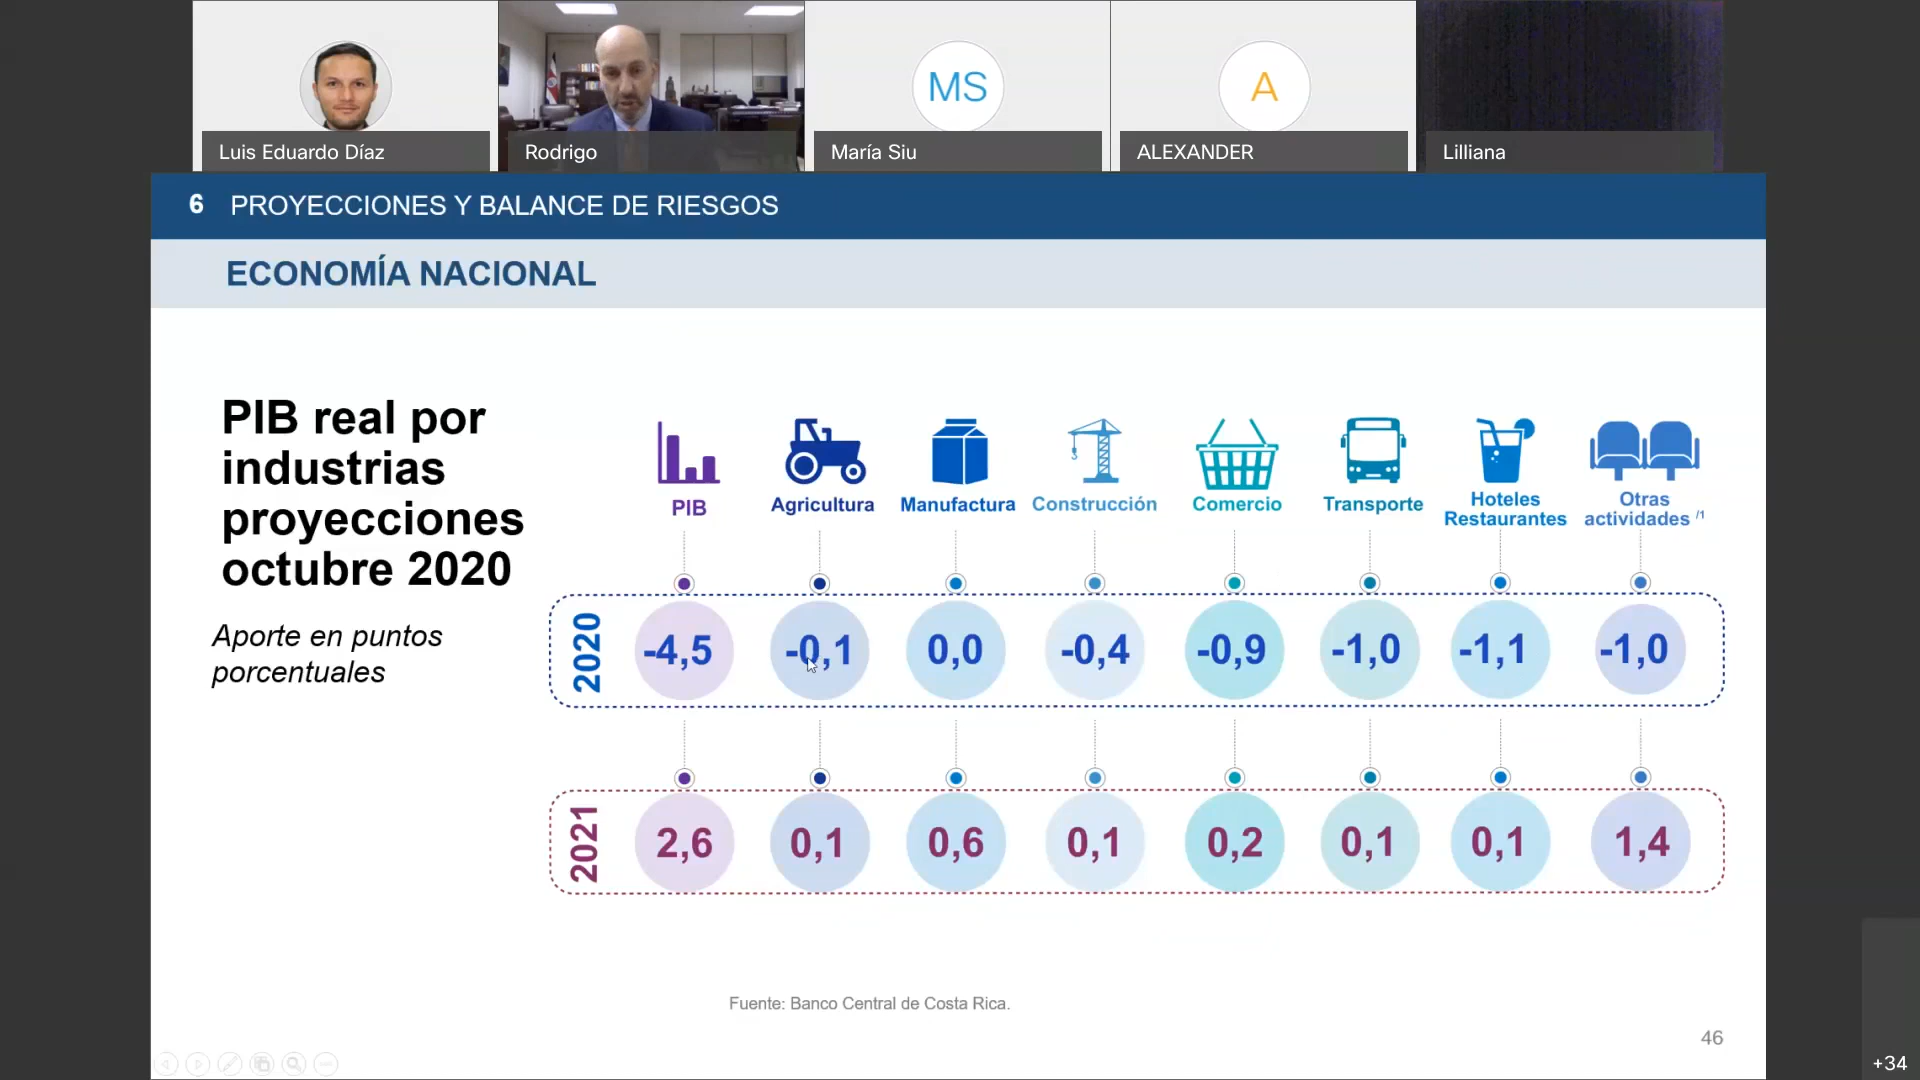 MS
A
Luis Eduardo Díaz
Rodrigo
María Siu
ALEXANDER
Lilliana
6 PROYECCIONES Y BALANCE DE RIESGOS
ECONOMÍA NACIONAL
PIB real por
industrias
proyecciones
octubre 2020
Aporte en puntos
porcentuales
PIB
Agricultura
Manufactura
Construcción
Comercio
Transporte
Hoteles
Restaurantes
Otras
actividades /1
2020
-4,5 -0,1 0,0 -0,4 -0,9 -1,0 -1,1 -1,0
2021
2,6 0,1 0,6 0,1 0,2 0,1 0,1 1,4
Fuente: Banco Central de Costa Rica.
46
+34